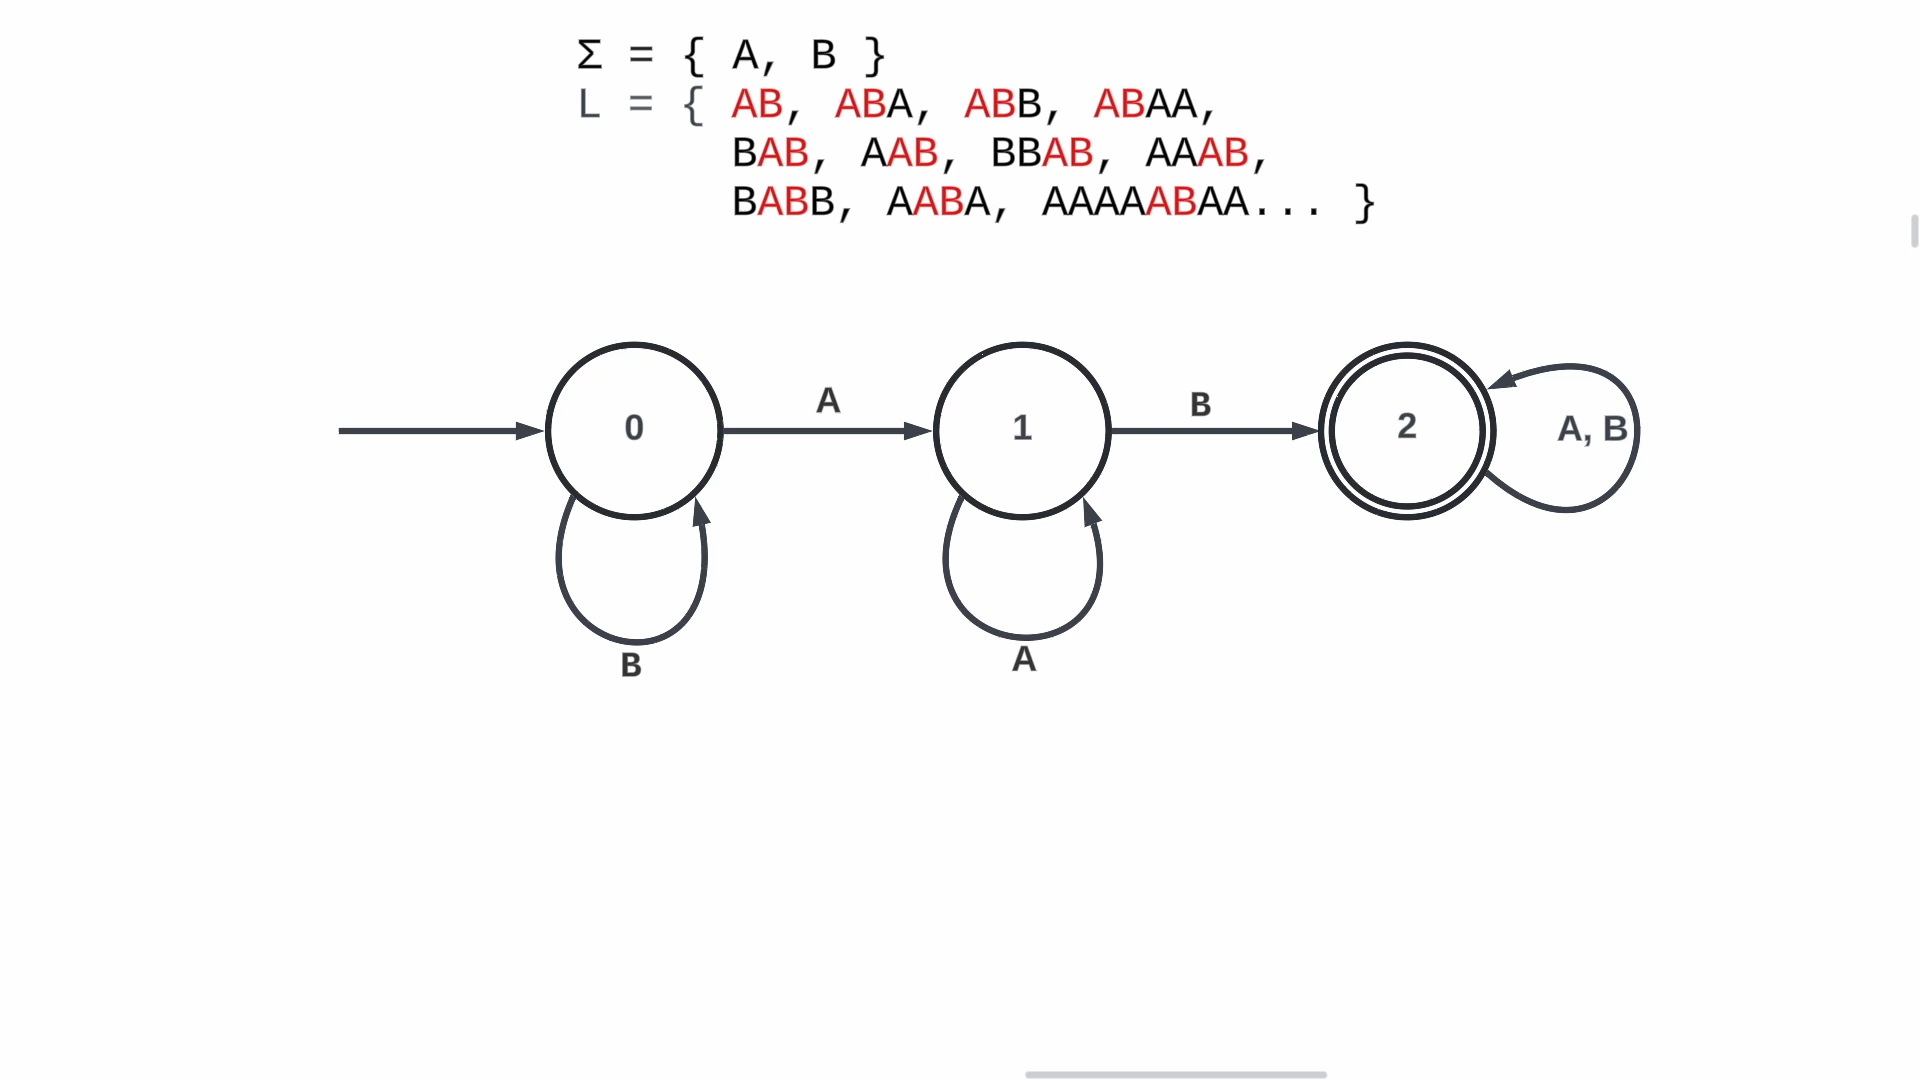 Σ = { A, B }
L = { AB, ABA, ABB, ABAA,
BAB, AAB, BBAB, AAAB,
BABB, AABA, AAAAABAA... }
A
B
0
1
2
A, B
B
A